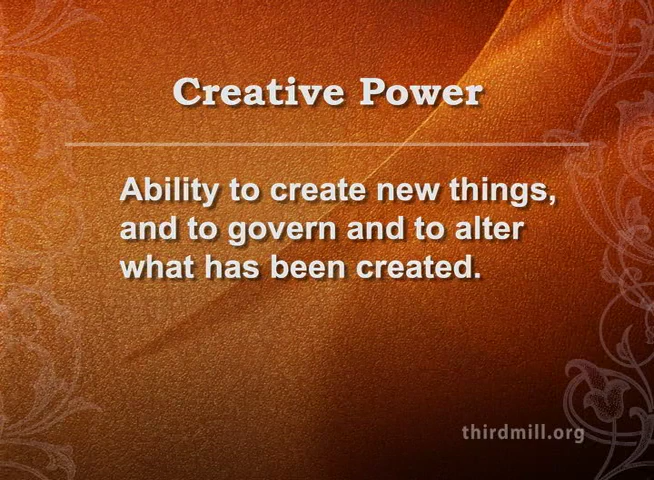 Creative Power
Ability to create new things,
and to govern and to alter
what has been created.
thirdmill.org